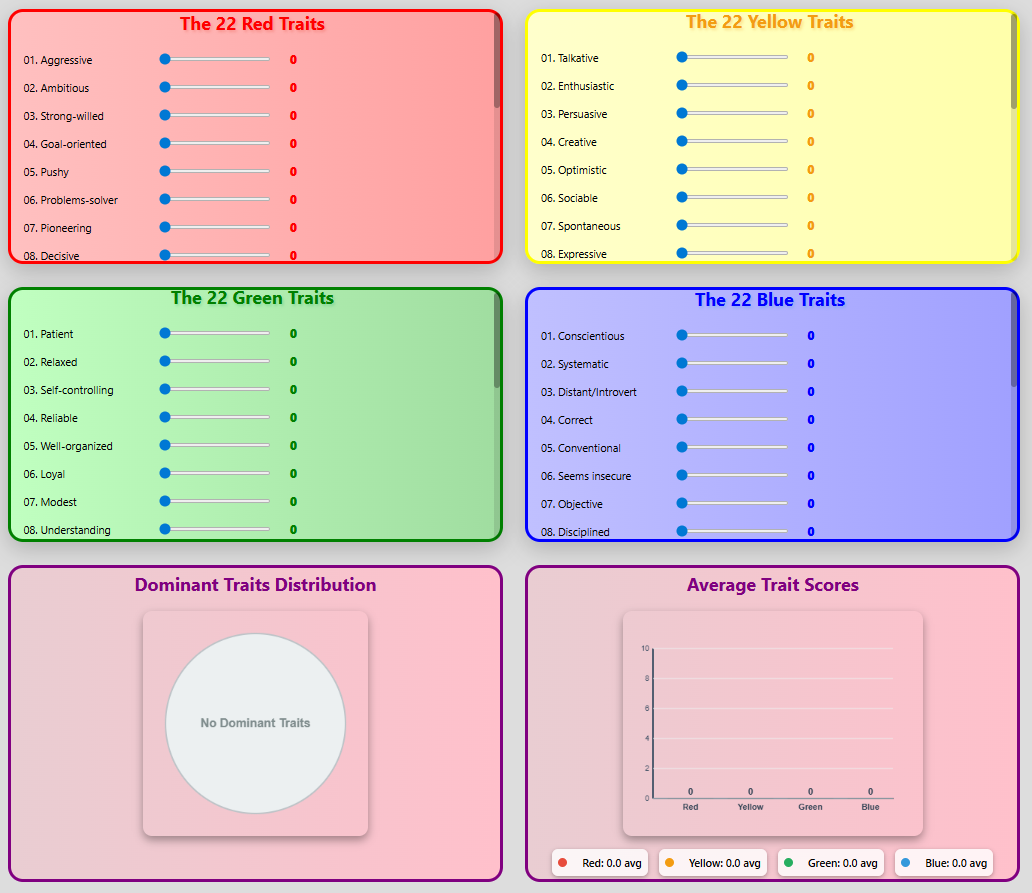 The 22 Red Traits
01. Aggressive 0
02. Ambitious 0
03. Strong-willed 0
04. Goal-oriented 0
05. Pushy 0
06. Problems-solver 0
07. Pioneering 0
08. Decisive 0
The 22 Yellow Traits
01. Talkative 0
02. Enthusiastic 0
03. Persuasive 0
04. Creative 0
05. Optimistic 0
06. Sociable 0
07. Spontaneous 0
08. Expressive 0
The 22 Green Traits
01. Patient 0
02. Relaxed 0
03. Self-controlling 0
04. Reliable 0
05. Well-organized 0
06. Loyal 0
07. Modest 0
08. Understanding 0
The 22 Blue Traits
01. Conscientious 0
02. Systematic 0
03. Distant/Introvert 0
04. Correct 0
05. Conventional 0
06. Seems insecure 0
07. Objective 0
08. Disciplined 0
Dominant Traits Distribution
No Dominant Traits
Average Trait Scores
10
8
6
4
2
0
0 0 0 0
Red Yellow Green Blue
Red: 0.0 avg Yellow: 0.0 avg Green: 0.0 avg Blue: 0.0 avg